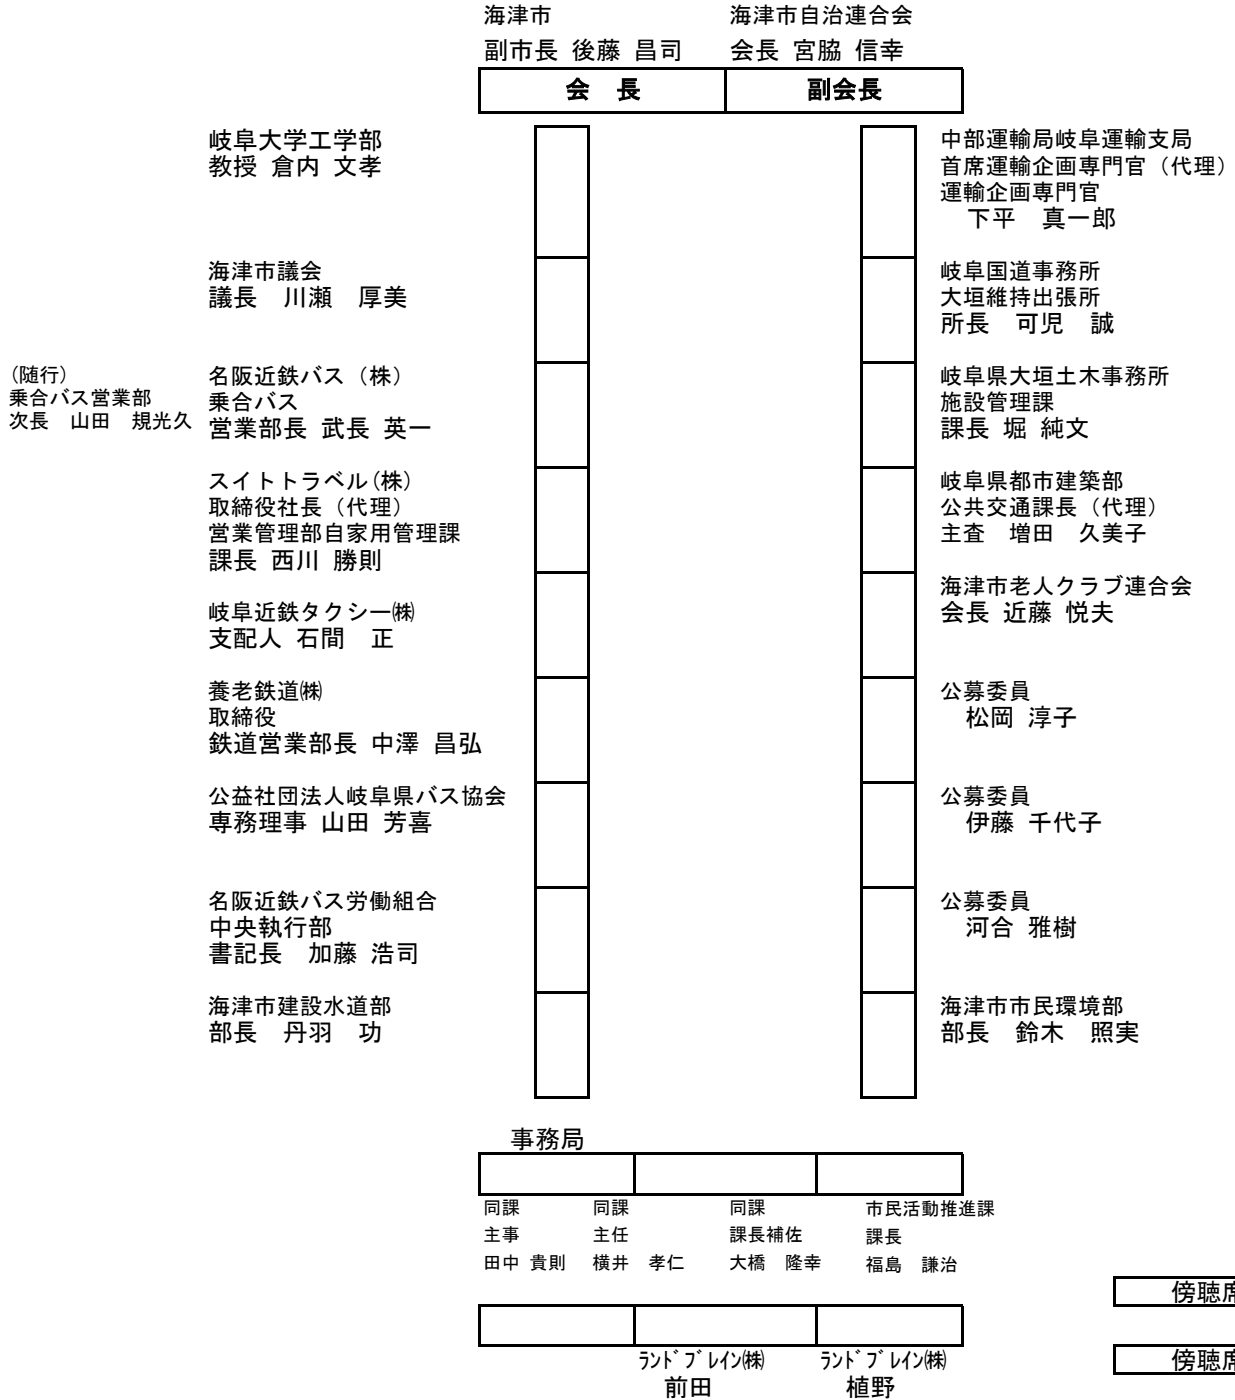 海津市
副市長 後藤 昌司
海津市自治連合会
会長 宮脇 信幸
会　長
副会長
岐阜大学工学部
教授 倉内 文孝
海津市議会
議長　川瀬　厚美
(随行)
乗合バス営業部
次長　山田　規光久
名阪近鉄バス（株）
乗合バス
営業部長 武長 英一
スイトトラベル(株)
取締役社長（代理）
営業管理部自家用管理課
課長 西川 勝則
岐阜近鉄タクシー㈱
支配人 石間　正
養老鉄道㈱
取締役
鉄道営業部長 中澤 昌弘
公益社団法人岐阜県バス協会
専務理事 山田 芳喜
名阪近鉄バス労働組合
中央執行部
書記長　加藤 浩司
海津市建設水道部
部長　丹羽　功
中部運輸局岐阜運輸支局
首席運輸企画専門官（代理）
運輸企画専門官
下平　真一郎
岐阜国道事務所
大垣維持出張所
所長　可児　誠
岐阜県大垣土木事務所
施設管理課
課長 堀 純文
岐阜県都市建築部
公共交通課長（代理）
主査　増田　久美子
海津市老人クラブ連合会
会長 近藤 悦夫
公募委員
松岡 淳子
公募委員
伊藤 千代子
公募委員
河合 雅樹
海津市市民環境部
部長　鈴木　照実
事務局
同課
主事
田中 貴則
同課
主任
横井　孝仁
同課
課長補佐
大橋　隆幸
市民活動推進課
課長
福島　謙治
傍聴席
ﾗﾝﾄﾞﾌﾞﾚｲﾝ㈱
前田
ﾗﾝﾄﾞﾌﾞﾚｲﾝ㈱
植野
傍聴席